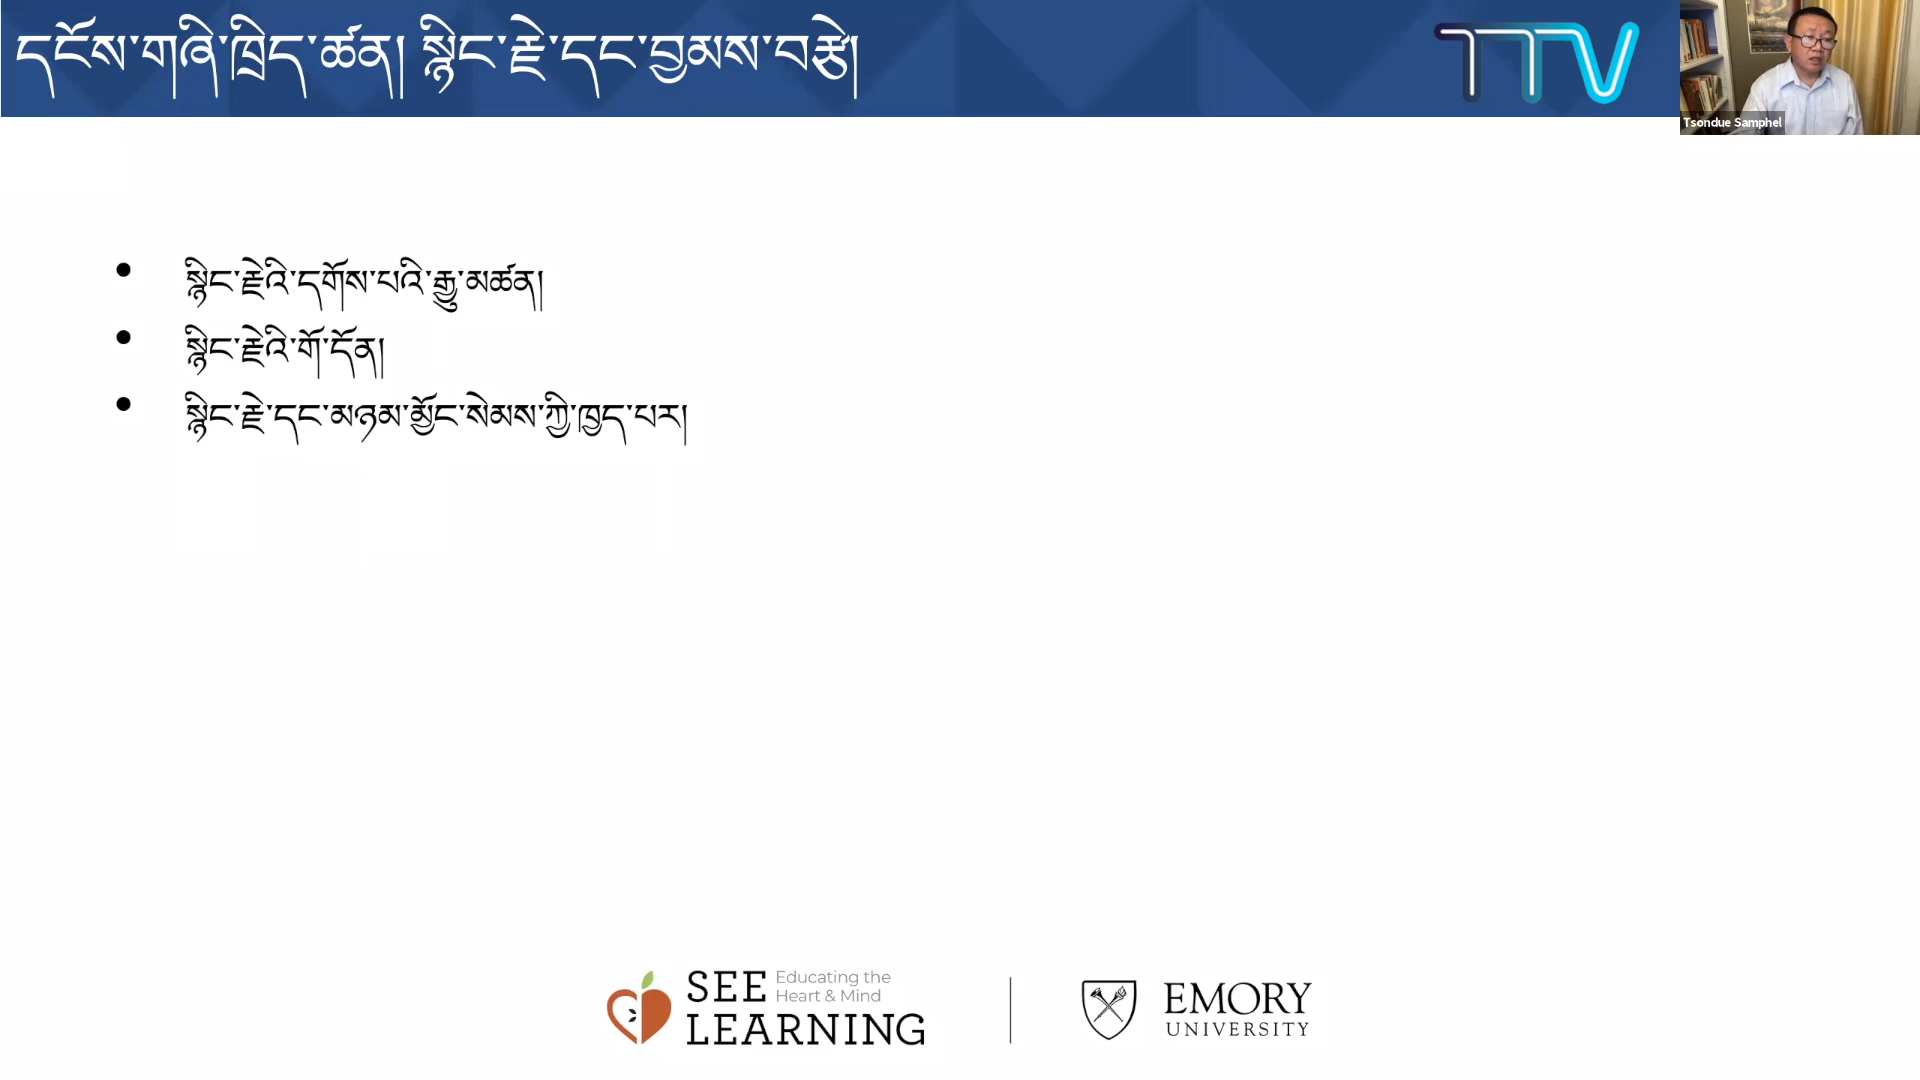 དངོས་གཞི་ཁྲིད་ཚན། སྙིང་རྗེ་དང་བྱམས་བརྩེ།
TTV
Tsondue Samphel
• སྙིང་རྗེའི་དགོས་པའི་རྒྱུ་མཚན།
• སྙིང་རྗེའི་གོ་དོན།
• སྙིང་རྗེ་དང་མཉམ་མྱོང་སེམས་ཀྱི་ཁྱད་པར།
SEE Educating the
Heart & Mind
LEARNING
EMORY
UNIVERSITY